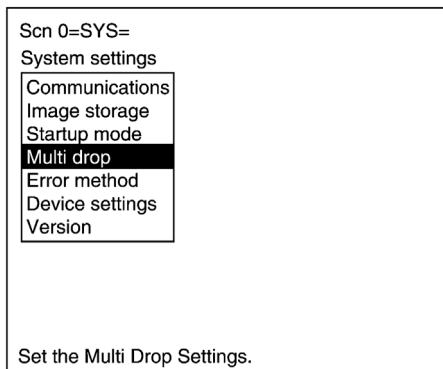 Scn 0=SYS=
System settings
Communications
Image storage
Startup mode
Multi drop
Error method
Device settings
Version
Set the Multi Drop Settings.